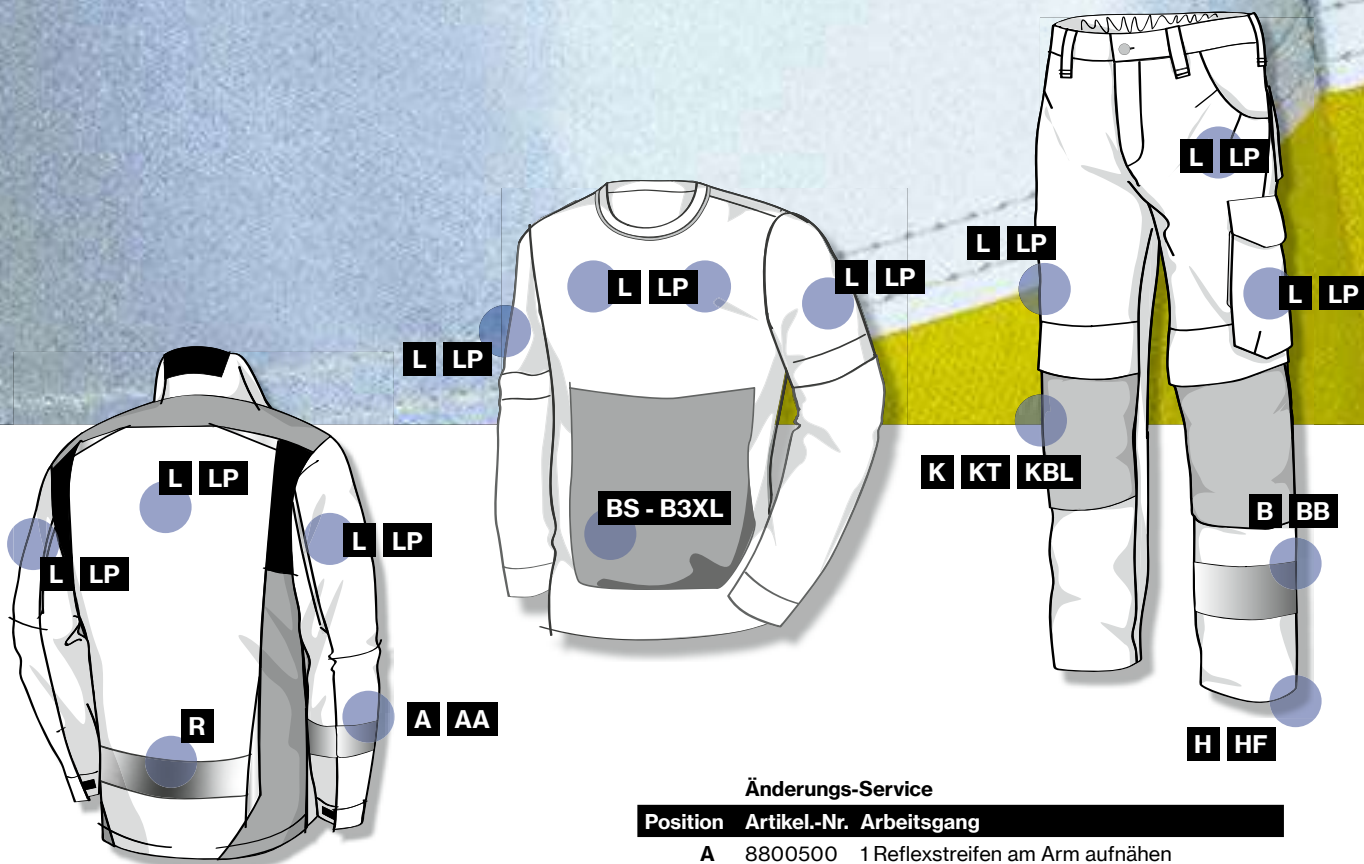 L LP
L LP
L LP
L LP
L LP
L LP
L LP
L LP
BS - B3XL
K KT KBL
L LP
B BB
L LP
R
A AA
H HF
Änderungs-Service
Position Artikel.-Nr. Arbeitsgang
A 8800500 1 Reflexstreifen am Arm aufnähen